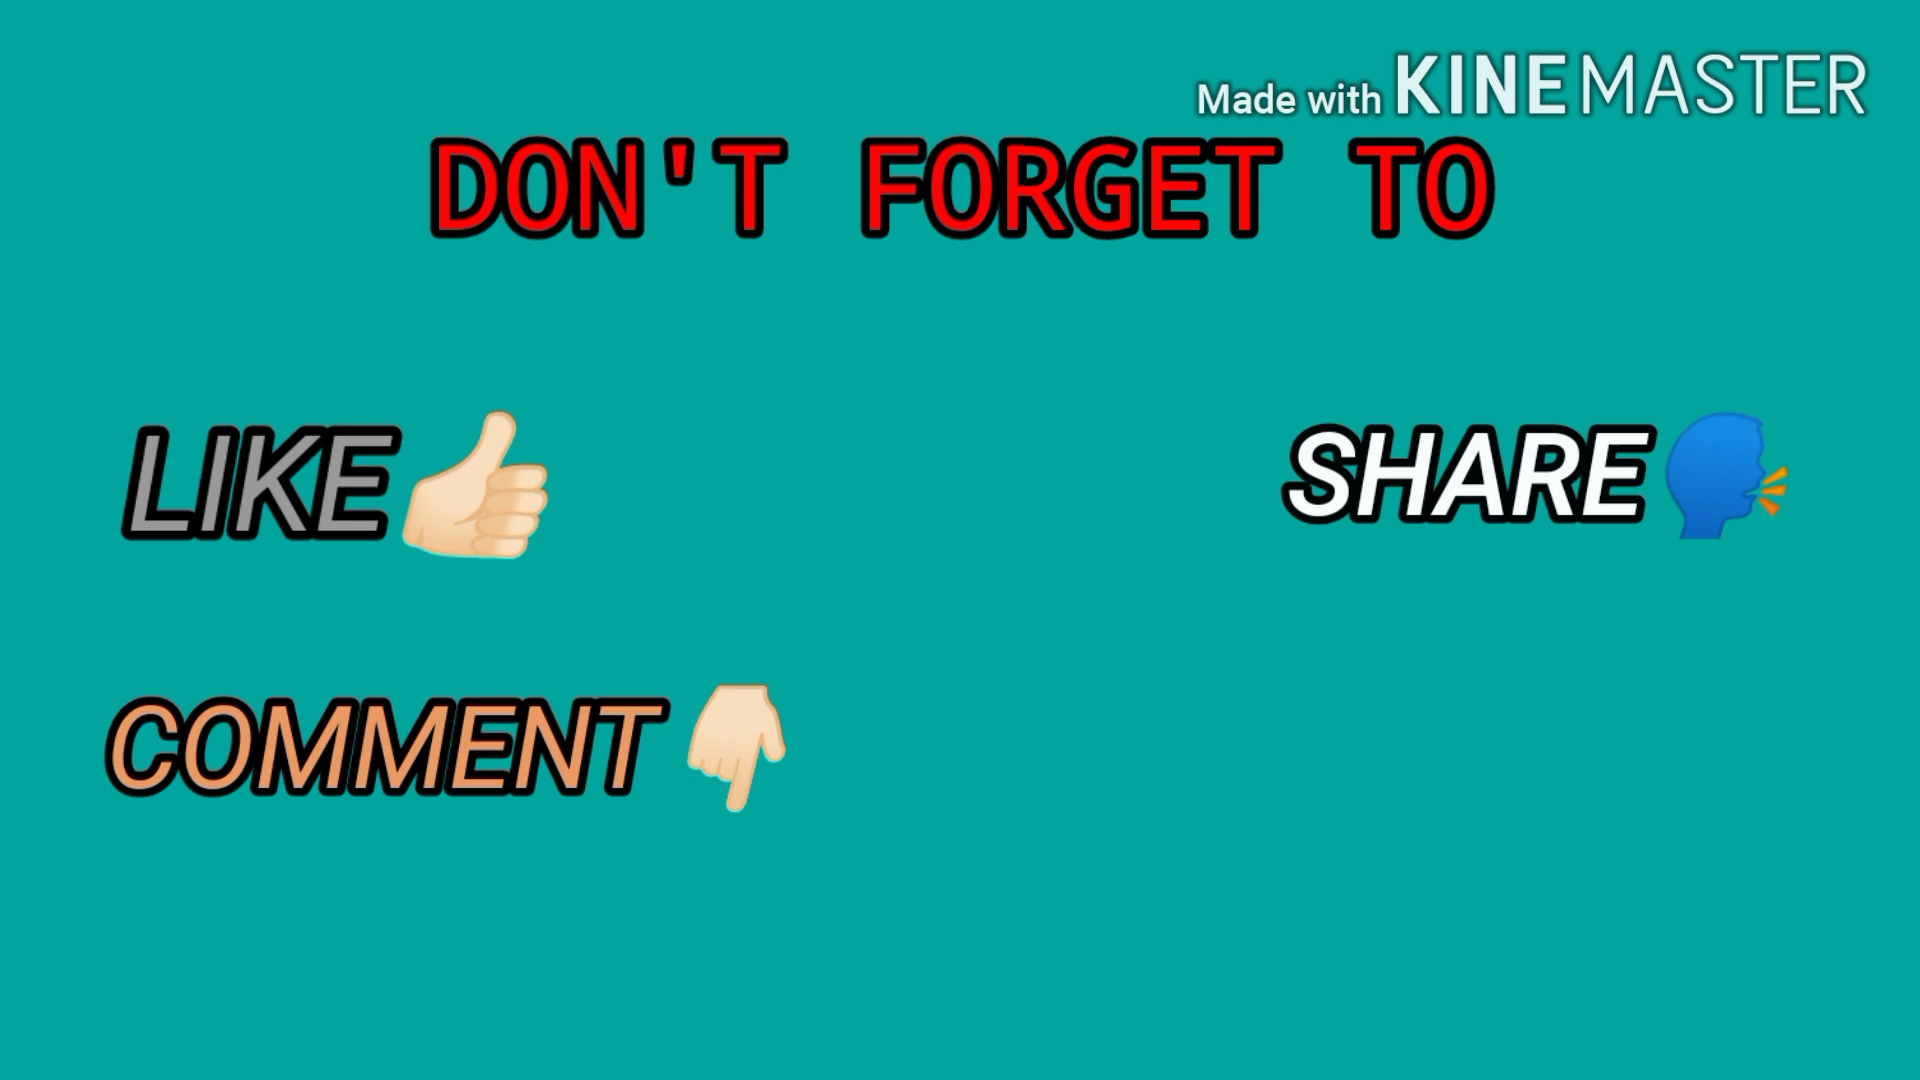 Made with KINEMASTER
DON'T FORGET TO
LIKE👍🏻
SHARE🗣
COMMENT👇🏻